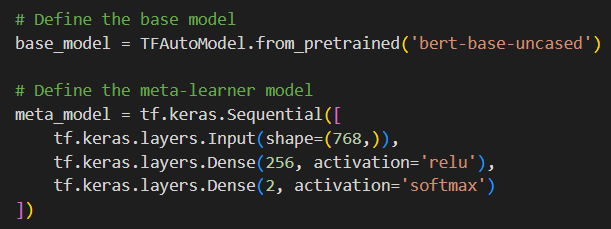 # Define the base model
base_model = TFAutoModel.from_pretrained('bert-base-uncased')
# Define the meta-learner model
meta_model = tf.keras.Sequential([
    tf.keras.layers.Input(shape=(768,)),
    tf.keras.layers.Dense(256, activation='relu'),
    tf.keras.layers.Dense(2, activation='softmax')
])